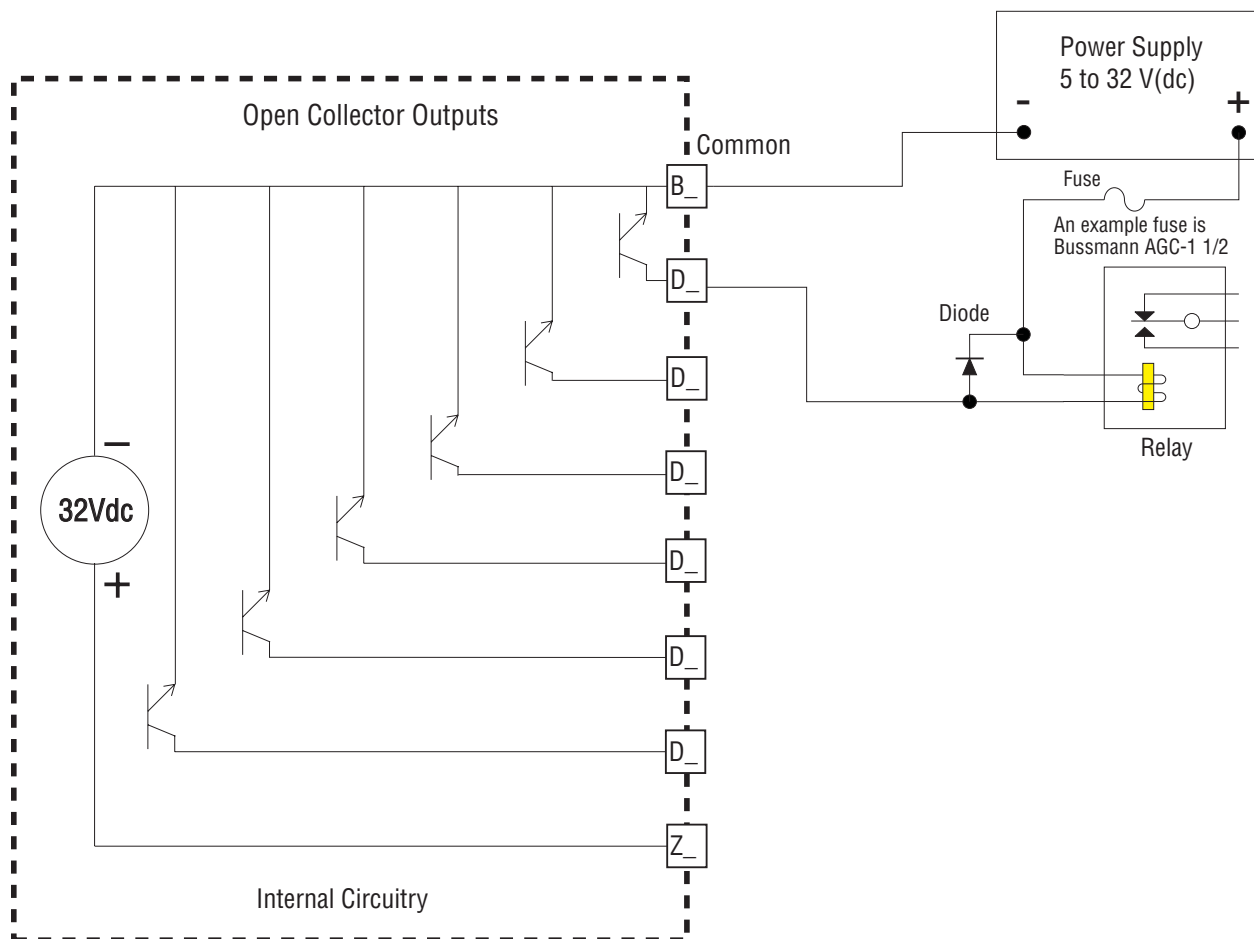 Power Supply
5 to 32 V(dc)
- +
Open Collector Outputs
Common
B_
Fuse
An example fuse is
Bussmann AGC-1 1/2
D_
Diode
D_
Relay
D_
32Vdc
–
+
D_
D_
D_
Z_
Internal Circuitry